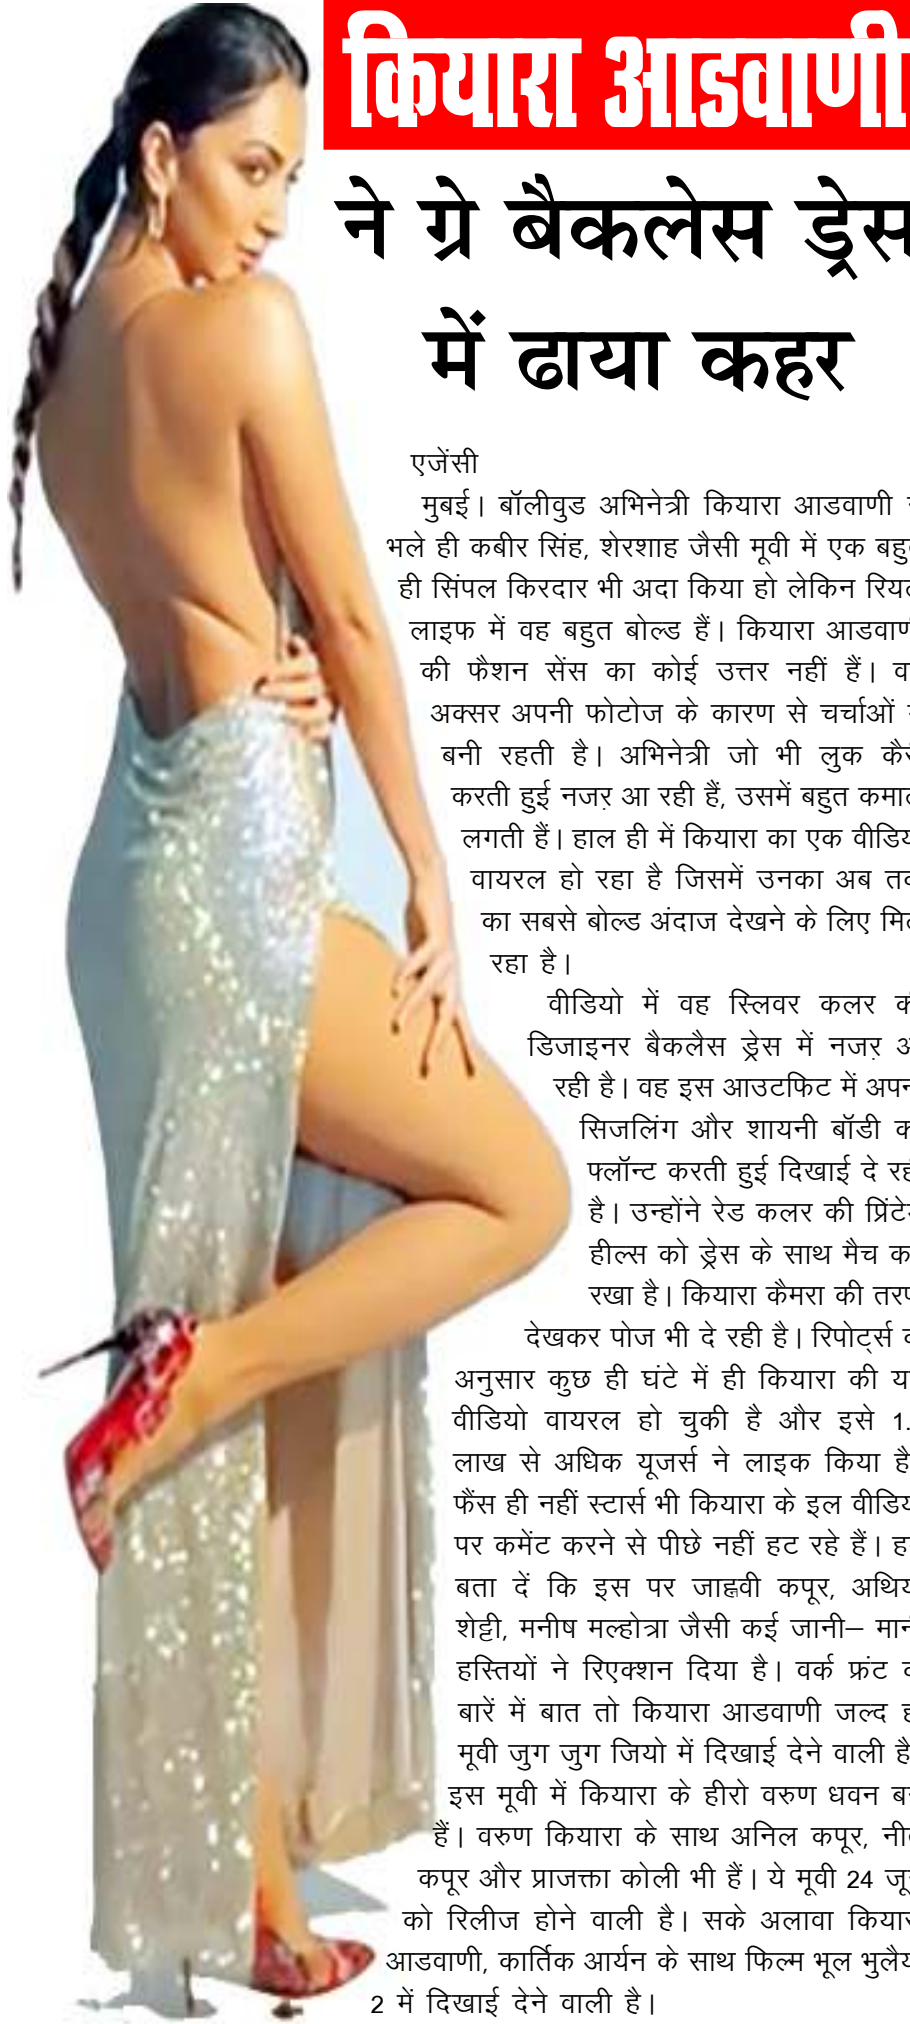 कियारा आडवाणी
ने ग्रे बैकलेस ड्रेस
में ढाया कहर
एजेंसी
मुबई। बॉलीवुड अभिनेत्री कियारा आडवाणी
भले ही कबीर सिंह, शेरशाह जैसी मूवी में एक
ही सिंपल किरदार भी अदा किया हो लेकिन
लाइफ में वह बहुत बोल्ड हैं। कियारा
की फैशन सेंस का कोई उत्तर नहीं हैं।
अक्सर अपनी फोटोज के कारण से चर्चाओं
बनी रहती है। अभिनेत्री जो भी लुक
करती हुई नजऱ आ रही हैं, उसमें बहुत
लगती हैं। हाल ही में कियारा का एक
वायरल हो रहा है जिसमें उनका अब
का सबसे बोल्ड अंदाज देखने के लिए
रहा है।
वीडियो में वह स्लिवर कलर
डिजाइनर बैकलैस ड्रेस में नजऱ
रही है। वह इस आउटफिट में
सिजलिंग और शायनी बॉडी
फ्लॉन्ट करती हुई दिखाई दे
है। उन्होंने रेड कलर की
हील्स को ड्रेस के साथ मैच
रखा है। कियारा कैमरा की
देखकर पोज भी दे रही है। रिपोर्ट्स
अनुसार कुछ ही घंटे में ही कियारा की
वीडियो वायरल हो चुकी है और इसे
लाख से अधिक यूजर्स ने लाइक किया
फैंस ही नहीं स्टार्स भी कियारा के इल
पर कमेंट करने से पीछे नहीं हट रहे हैं।
बता दें कि इस पर जाह्नवी कपूर,
शेट्टी, मनीष मल्होत्रा जैसी कई जानी–
हस्तियों ने रिएक्शन दिया है। वर्क फ्रंट
बारें में बात तो कियारा आडवाणी जल्द
मूवी जुग जुग जियो में दिखाई देने वाली
इस मूवी में कियारा के हीरो वरुण धवन
हैं। वरुण कियारा के साथ अनिल कपूर,
कपूर और प्राजक्ता कोली भी हैं। ये मूवी 24
को रिलीज होने वाली है। सके अलावा
आडवाणी, कार्तिक आर्यन के साथ फिल्म भूल
2 में दिखाई देने वाली है।